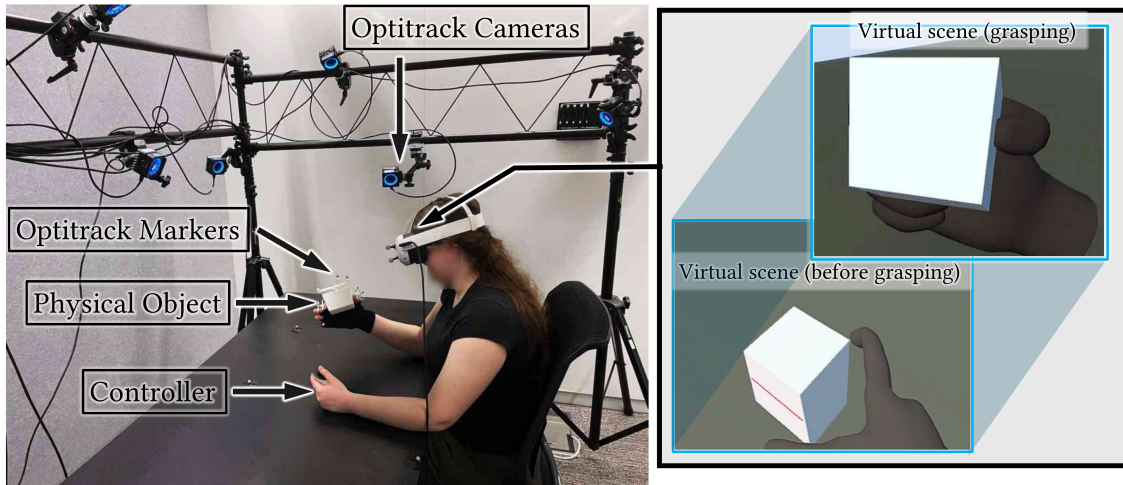 Optitrack Cameras
Optitrack Markers
Physical Object
Controller
Virtual scene (grasping)
Virtual scene (before grasping)